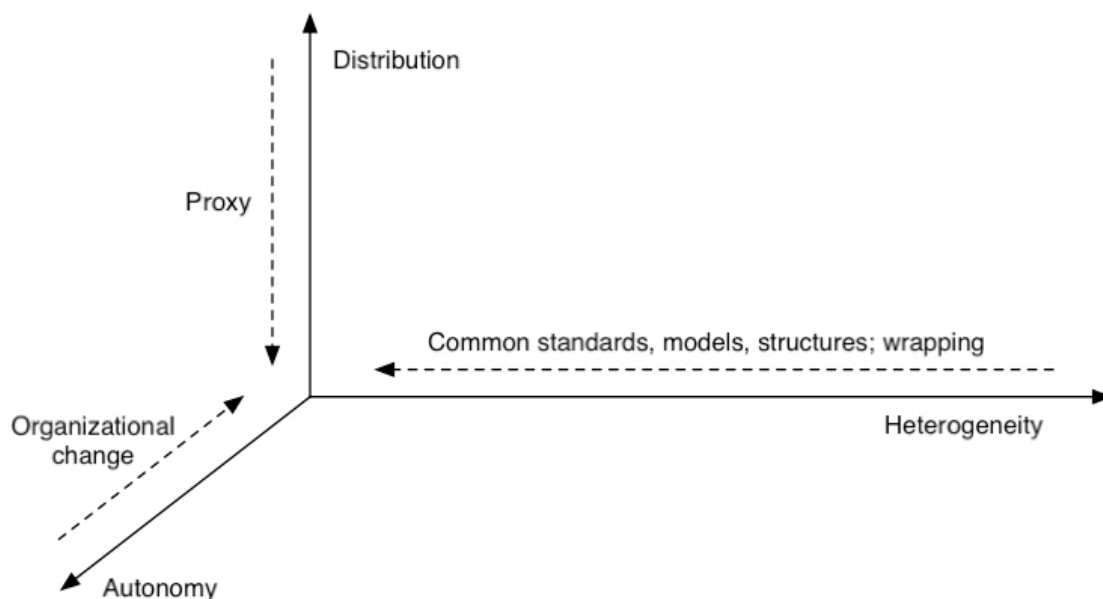 Distribution
Proxy
Common standards, models, structures; wrapping
Heterogeneity
Organizational
change
Autonomy